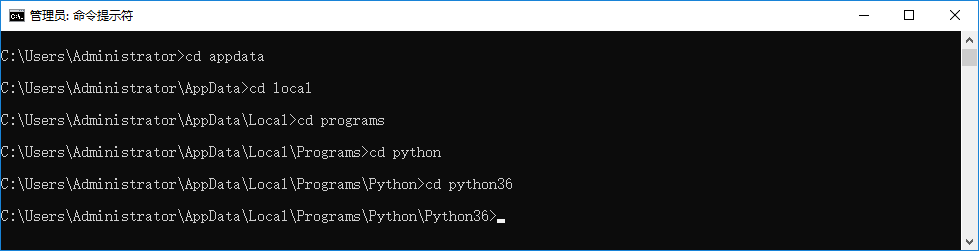 管理员: 命令提示符
C:\Users\Administrator>cd appdata
C:\Users\Administrator\AppData>cd local
C:\Users\Administrator\AppData\Local>cd programs
C:\Users\Administrator\AppData\Local\Programs>cd python
C:\Users\Administrator\AppData\Local\Programs\Python>cd python36
C:\Users\Administrator\AppData\Local\Programs\Python\Python36>